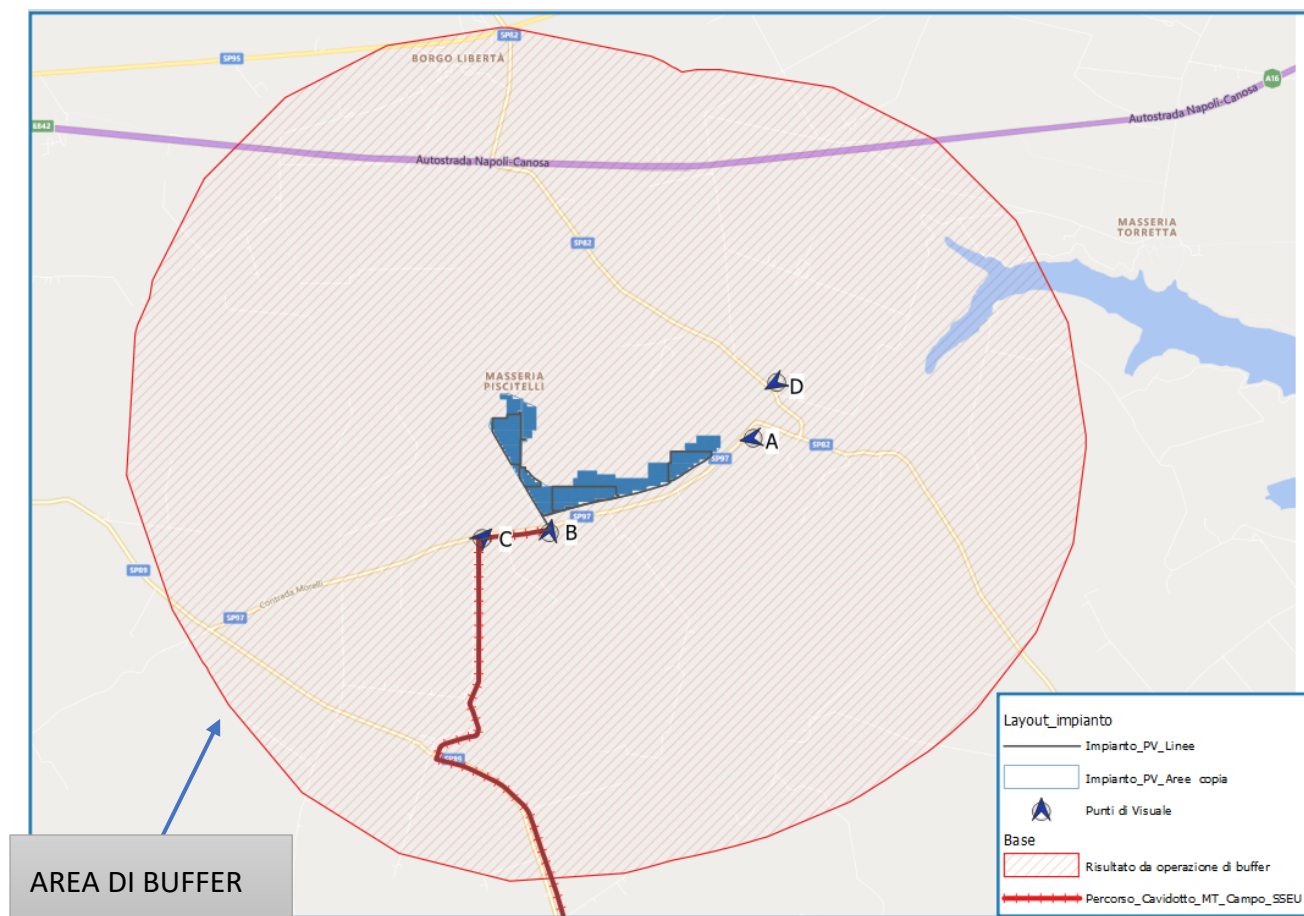 SP82
SP95
BORGO LIBERTÀ
A16
Autostrada Napoli-Canosa
E842
Autostrada Napoli-Canosa
MASSERIA
TORRETTA
SP82
MASSERIA
PISCITELLI
D
A
SP82
SP97
SP97
B
C
SP89
Contrada Morelli
SP97
AREA DI BUFFER
Layout_impianto
Impianto_PV_Linee
Impianto_PV_Aree copia
Punti di Visuale
Base
Risultato da operazione di buffer
Percorso_Cavidotto_MT_Campo_SSEU